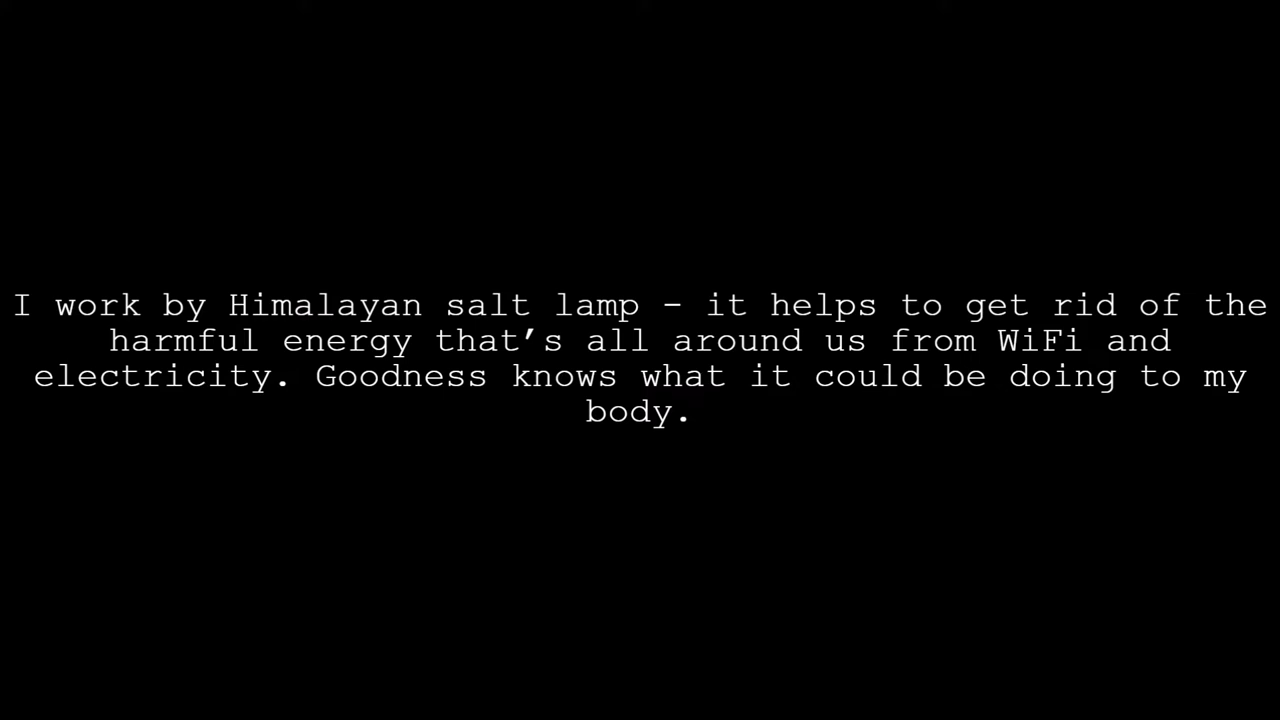 I work by Himalayan salt lamp – it helps to get rid of the
harmful energy that’s all around us from WiFi and
electricity. Goodness knows what it could be doing to my
body.